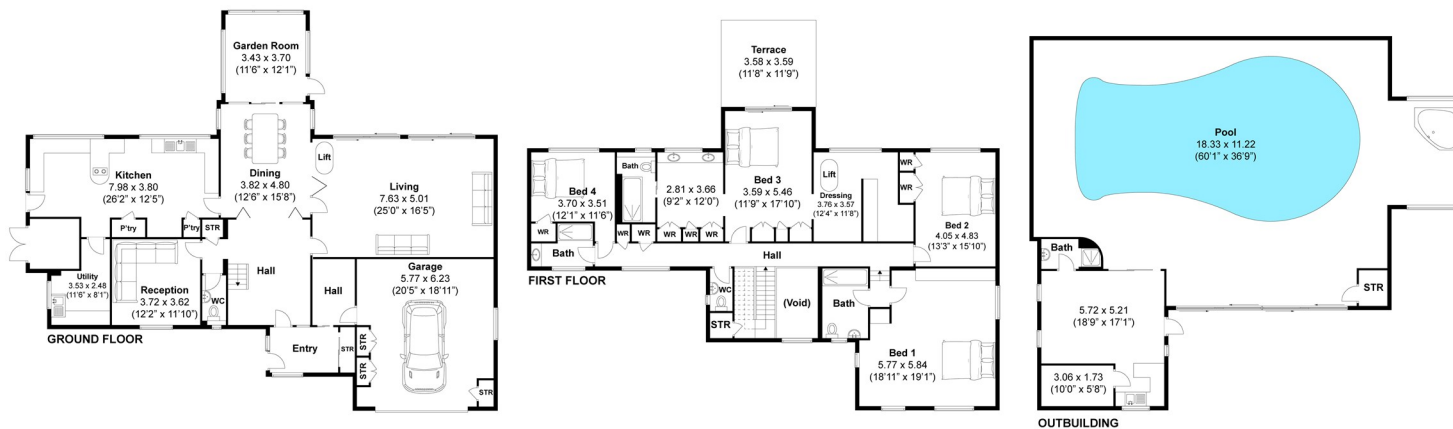 Garden Room
3.43 x 3.70
(11'6" x 12'1")
Kitchen
7.98 x 3.80
(26'2" x 12'5")
Dining
3.82 x 4.80
(12'6" x 15'8")
Lift
Living
7.63 x 5.01
(25'0" x 16'5")
P'try
P'try
STR
Utility
3.53 x 2.48
(11'6" x 8'1")
Reception
3.72 x 3.62
(12'2" x 11'10")
WC
Hall
Hall
Garage
5.77 x 6.23
(20'5" x 18'11")
Entry
STR
STR
STR
STR
GROUND FLOOR
Terrace
3.58 x 3.59
(11'8" x 11'9")
Bed 4
3.70 x 3.51
(12'1" x 11'6")
WR
Bath
Bath
WR
WR
2.81 x 3.66
(9'2" x 12'0")
WR
WR
WR
Bed 3
3.59 x 5.46
(11'9" x 17'10")
Lift
Dressing
3.76 x 3.57
(12'4" x 11'8")
WR
WR
Bed 2
4.05 x 4.83
(13'3" x 15'10")
Hall
FIRST FLOOR
WC
STR
(Void)
Bath
Bed 1
5.77 x 5.84
(18'11" x 19'1")
Pool
18.33 x 11.22
(60'1" x 36'9")
Bath
STR
5.72 x 5.21
(18'9" x 17'1")
3.06 x 1.73
(10'0" x 5'8")
OUTBUILDING